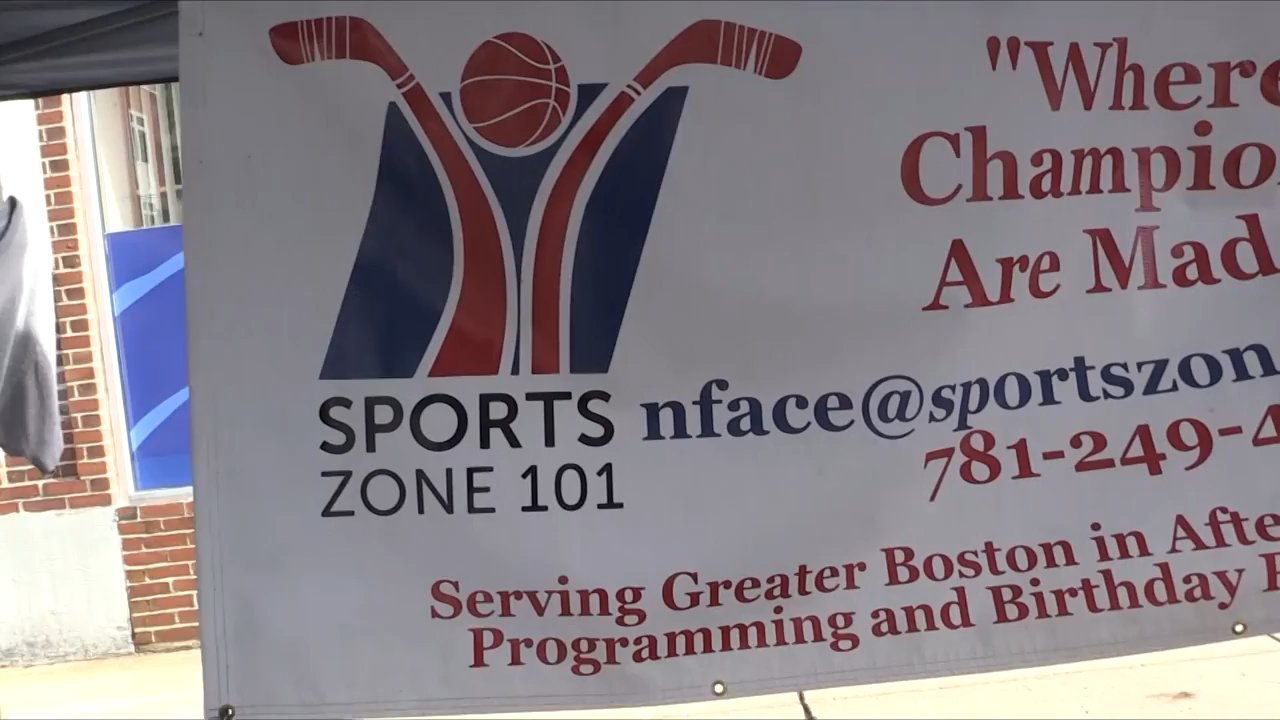 SPORTS
ZONE 101
"Where
Champio
Are Mad
nface@sportszon
781-249-4
Serving Greater Boston in Afte
Programming and Birthday